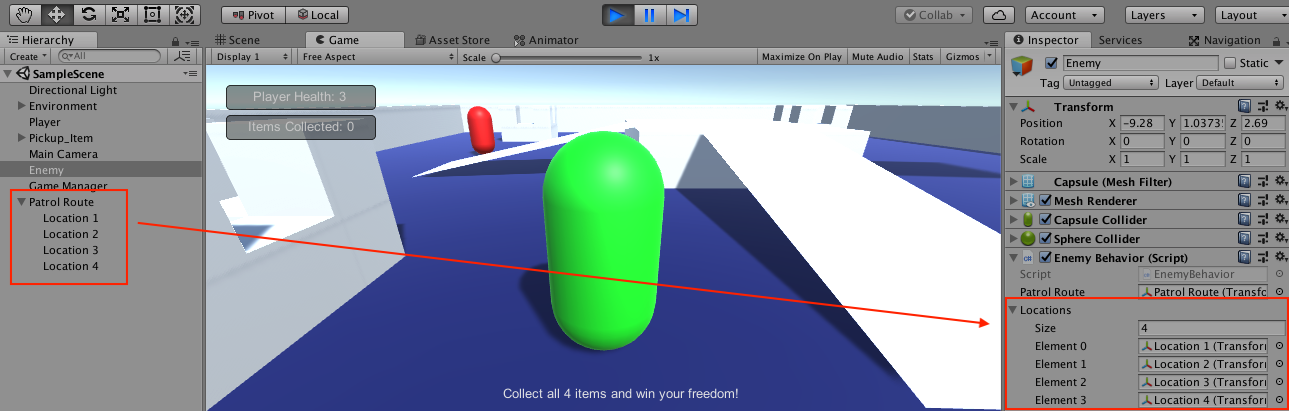 Pivot Local Collab Account Layers Layout
Hierarchy Scene Game Asset Store Animator Inspector Services Navigation
Create All Display 1 Free Aspect Scale 1x Maximize On Play Mute Audio Stats Gizmos Enemy Static
SampleScene
Tag Untagged Layer Default
Directional Light
Player Health: 3
Environment
Transform
Player
Items Collected: 0
Position X -9.28 Y 1.0373 Z 2.69
Pickup_Item
Rotation X 0 Y 0 Z 0
Main Camera
Scale X 1 Y 1 Z 1
Enemy
Capsule (Mesh Filter)
Game Manager
Mesh Renderer
Patrol Route
Capsule Collider
Location 1
Location 2
Sphere Collider
Location 3
Enemy Behavior (Script)
Location 4
Script EnemyBehavior
Patrol Route Patrol Route (Transfo
Locations
Size 4
Element 0 Location 1 (Transfor
Element 1 Location 2 (Transfor
Element 2 Location 3 (Transfor
Collect all 4 items and win your freedom!
Element 3 Location 4 (Transfor